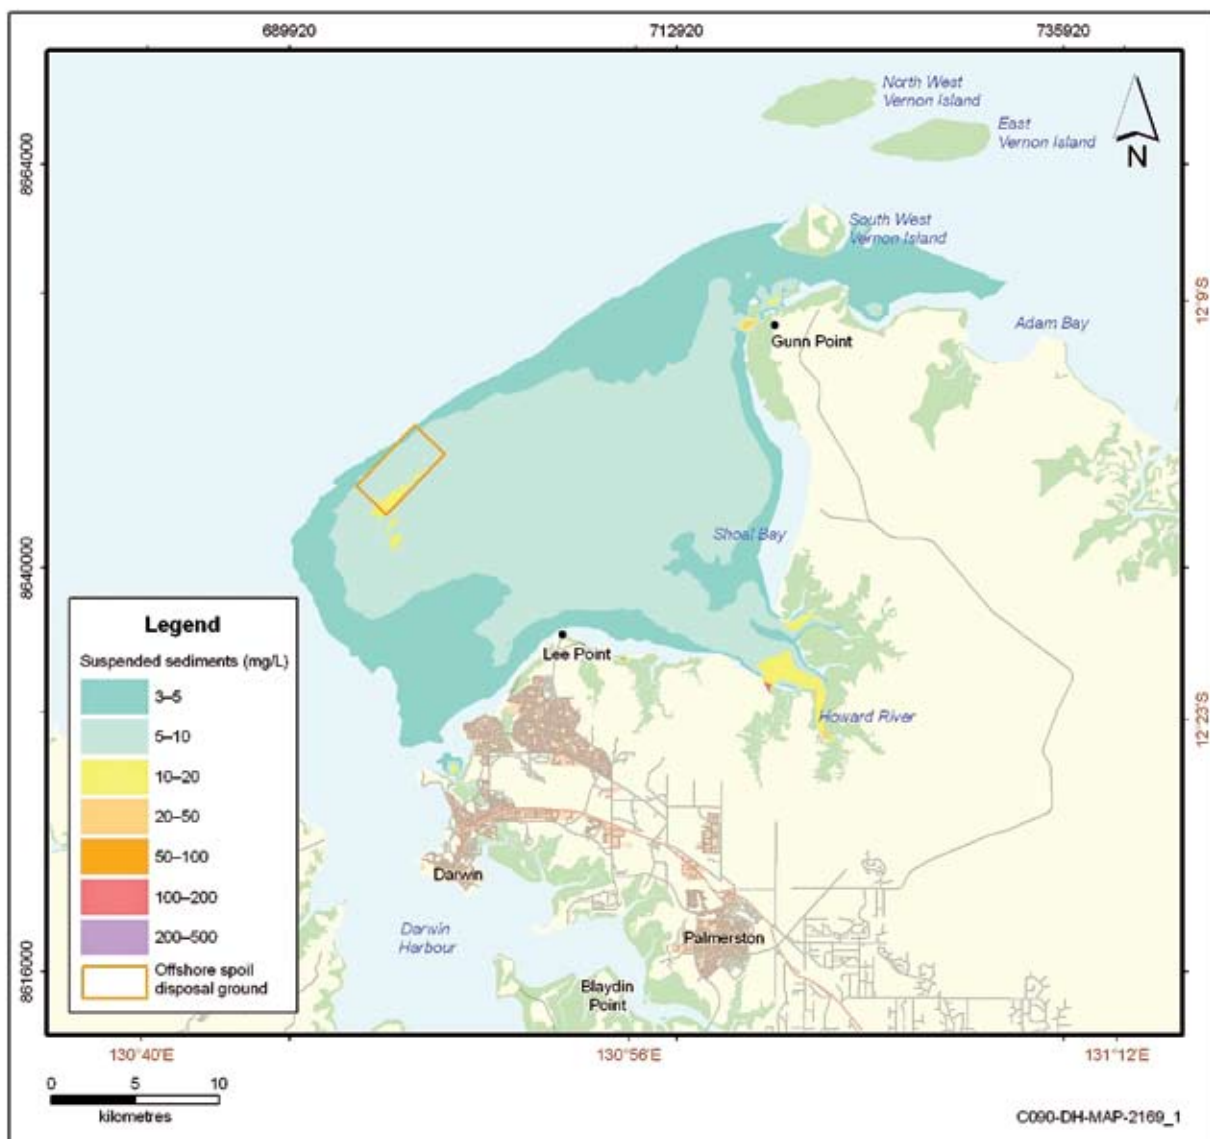 689920
712920
735920
8664000
8640000
8616000
North West
Vernon Island
East
Vernon Island
N
South West
Vernon Island
12°9'S
Adam Bay
Gunn Point
Shoal Bay
Lee Point
Howard River
12°23'S
Darwin
Darwin
Harbour
Palmerston
Blaydin
Point
Legend
Suspended sediments (mg/L)
3–5
5–10
10–20
20–50
50–100
100–200
200–500
Offshore spoil
disposal ground
130°40'E
130°56'E
131°12'E
0
5
10
kilometres
C090-DH-MAP-2169_1